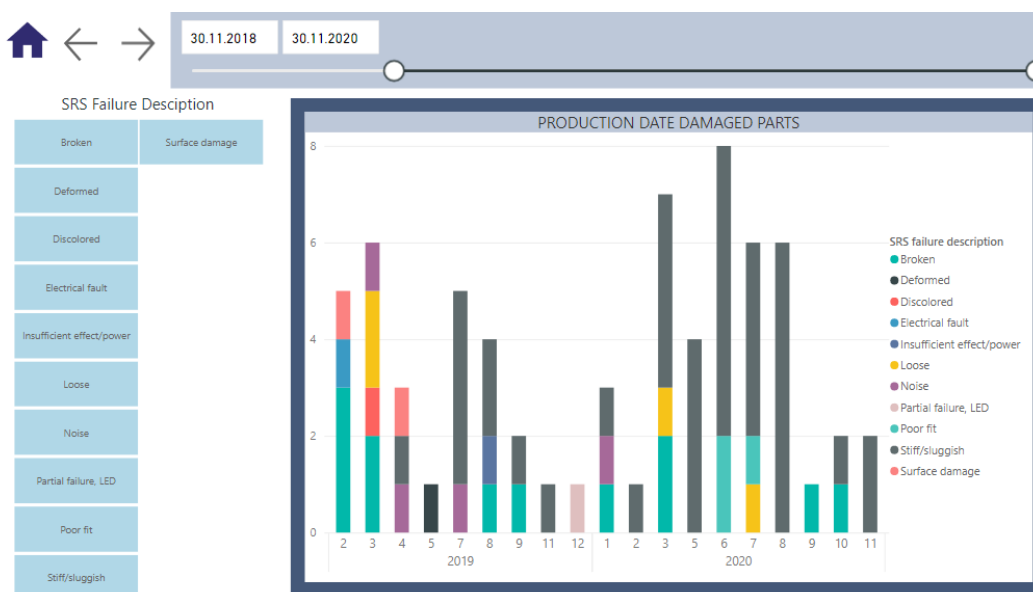 30.11.2018 30.11.2020
SRS Failure Desciption
Broken Surface damage
Deformed
Discolored
Electrical fault
Insufficient effect/power
Loose
Noise
Partial failure, LED
Poor fit
Stiff/sluggish
PRODUCTION DATE DAMAGED PARTS
8
6
4
2
0
2 3 4 5 7 8 9 11 12 1 2 3 5 6 7 8 9 10 11
2019 2020
SRS failure description
Broken
Deformed
Discolored
Electrical fault
Insufficient effect/power
Loose
Noise
Partial failure, LED
Poor fit
Stiff/sluggish
Surface damage